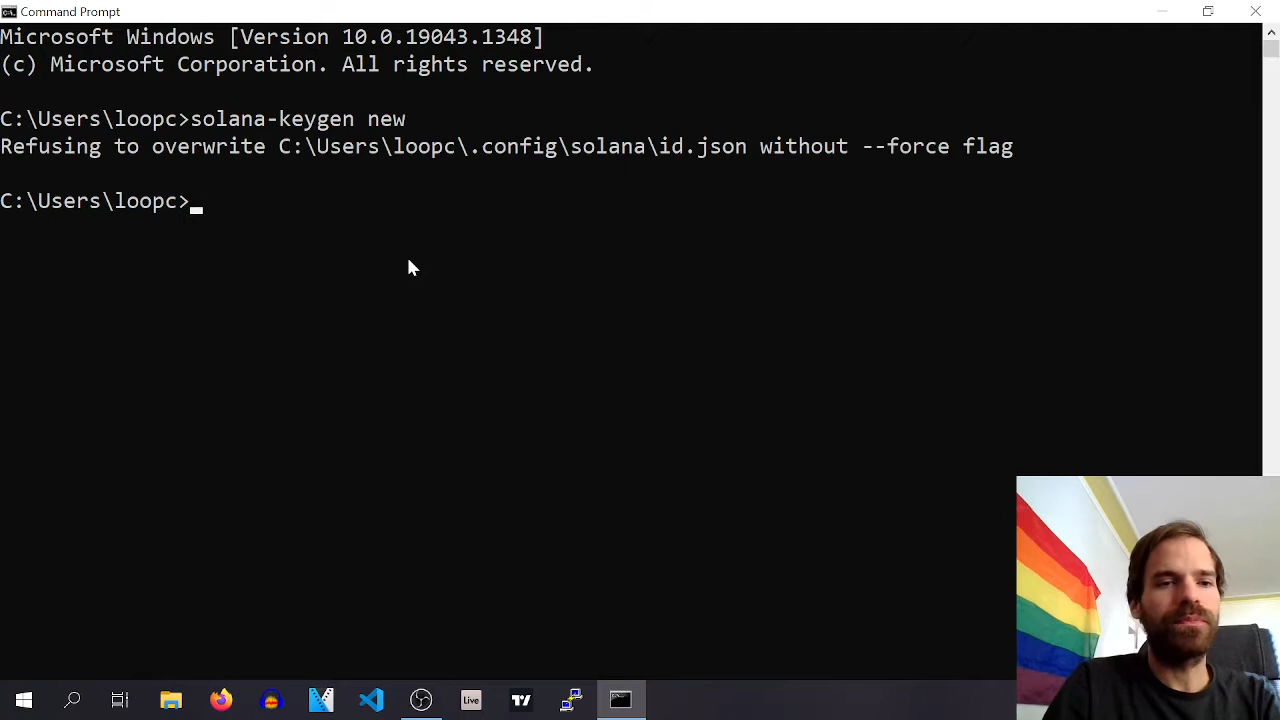 Command Prompt
Microsoft Windows [Version 10.0.19043.1348]
(c) Microsoft Corporation. All rights reserved.
C:\Users\loopc>solana-keygen new
Refusing to overwrite C:\Users\loopc\.config\solana\id.json without --force flag
C:\Users\loopc>
Live